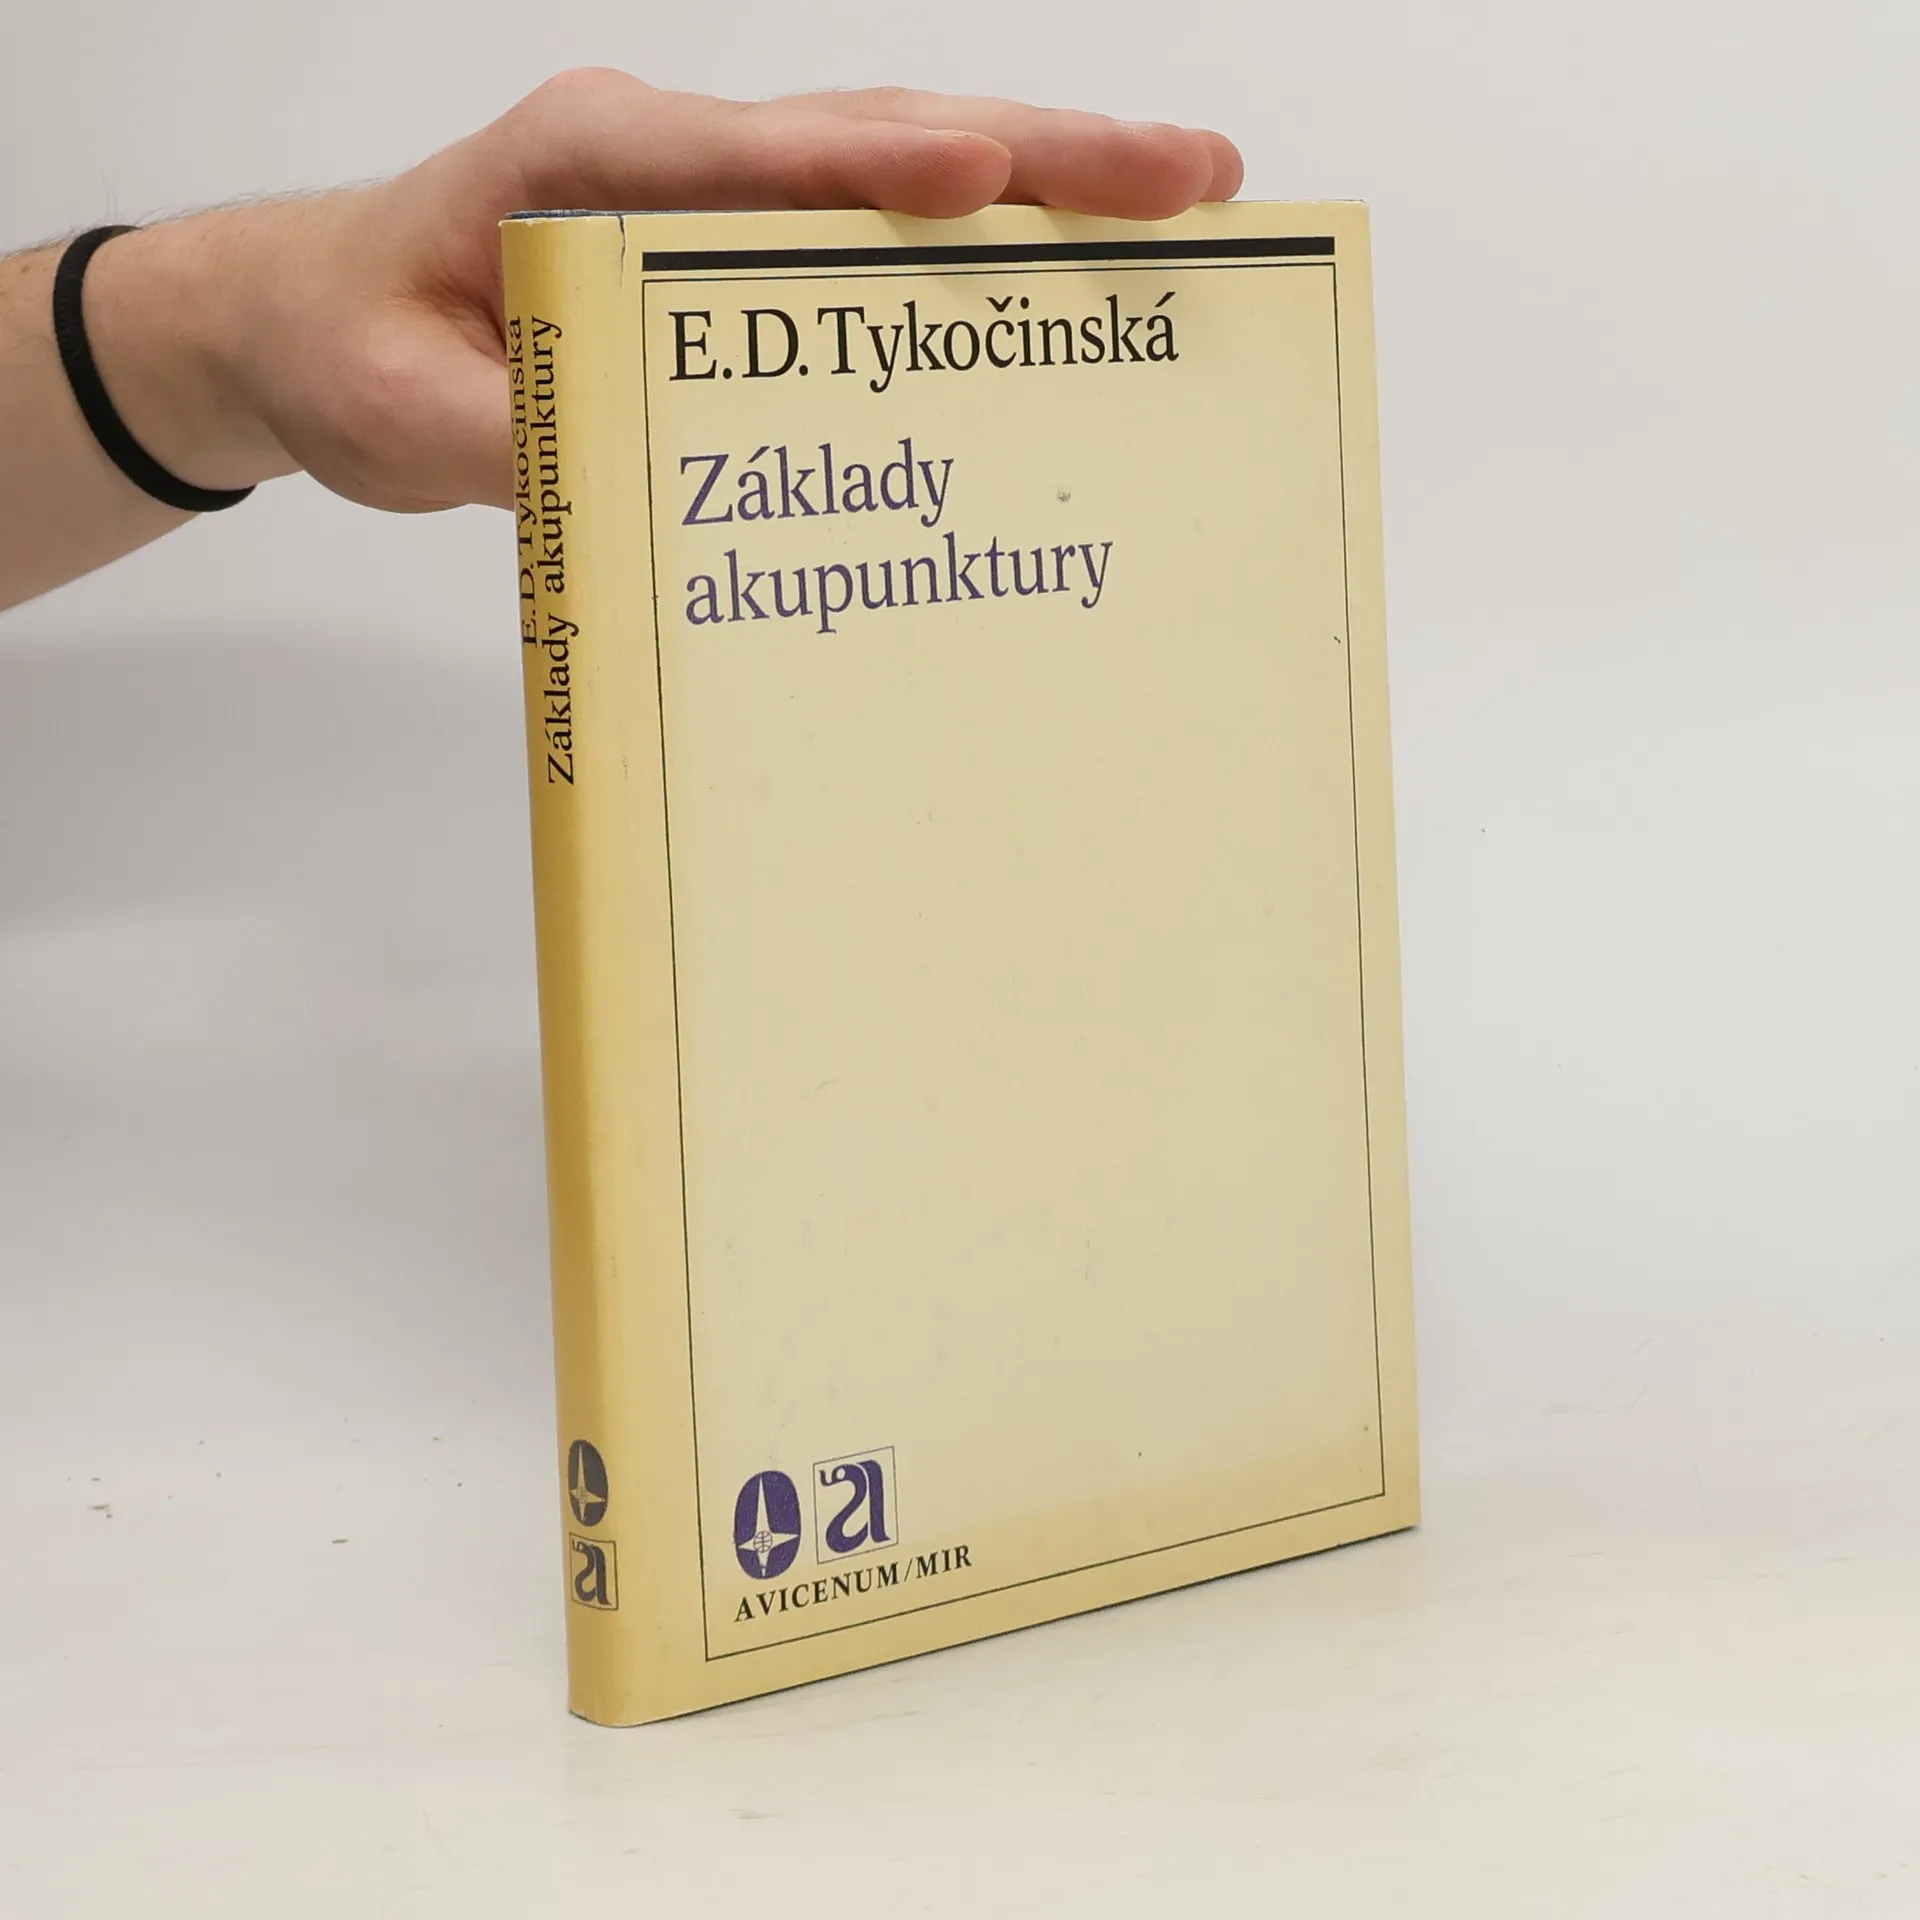 E.D. Tykočinská
Základy akupunktury
E.D. Tykočinská
Základy
akupunktury
AVICENUM/MIR